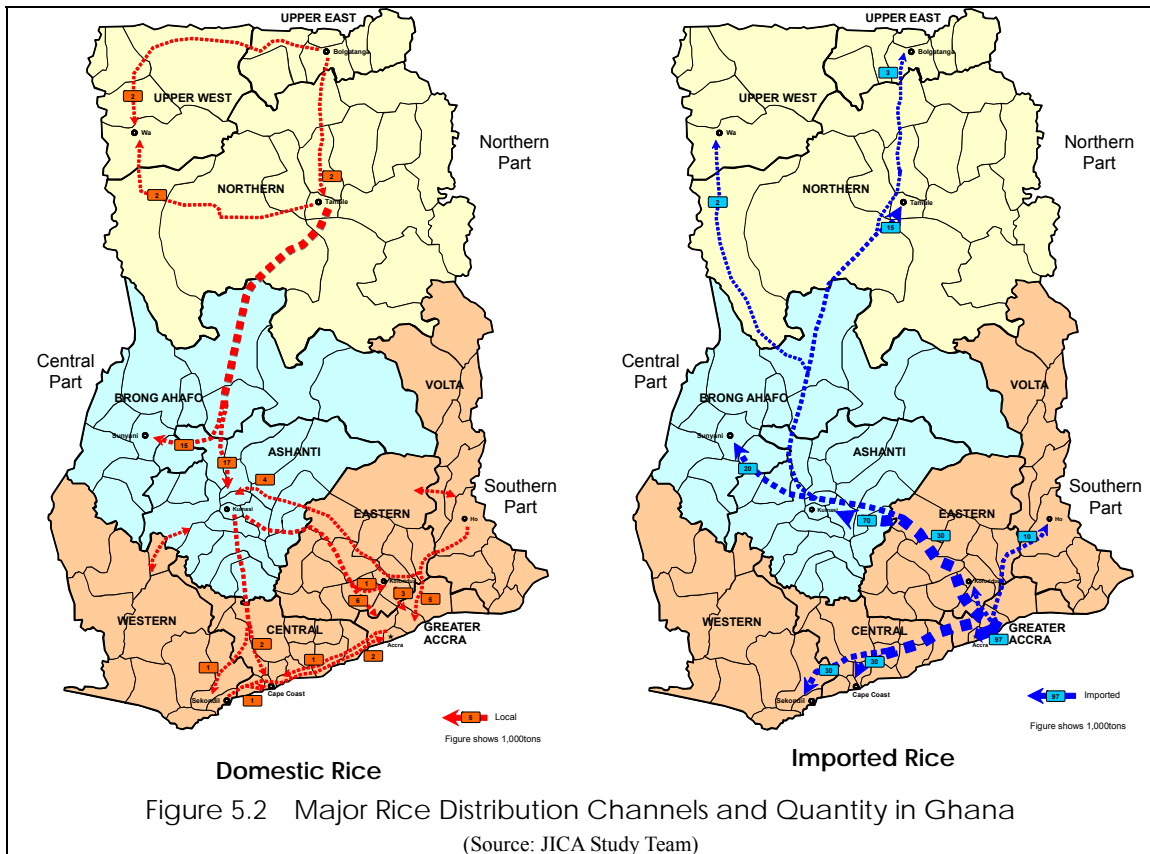 UPPER EAST
Bolgatanga
2
UPPER WEST
Wa
Northern
Part
2
NORTHERN
2
Tamale
Central
Part
VOLTA
BRONG AHAFO
Sunyani
15
17
ASHANTI
4
Southern
Part
Kumasi
EASTERN
Ho
1
6
3
5
WESTERN
CENTRAL
GREATER
ACCRA
Accra
2
1
1
2
Cape Coast
Sekondil
1
5
Local
Figure shows 1,000tons
Domestic Rice
UPPER EAST
Bolgatanga
3
UPPER WEST
Wa
Northern
Part
2
NORTHERN
Tamale
15
Central
Part
VOLTA
BRONG AHAFO
Sunyani
20
ASHANTI
Southern
Part
Kumasi
70
EASTERN
30
10
Ho
WESTERN
CENTRAL
GREATER
ACCRA
Accra
97
30
30
Cape Coast
Sekondil
97
Imported
Figure shows 1,000tons
Imported Rice
Figure 5.2 Major Rice Distribution Channels and Quantity in Ghana
(Source: JICA Study Team)